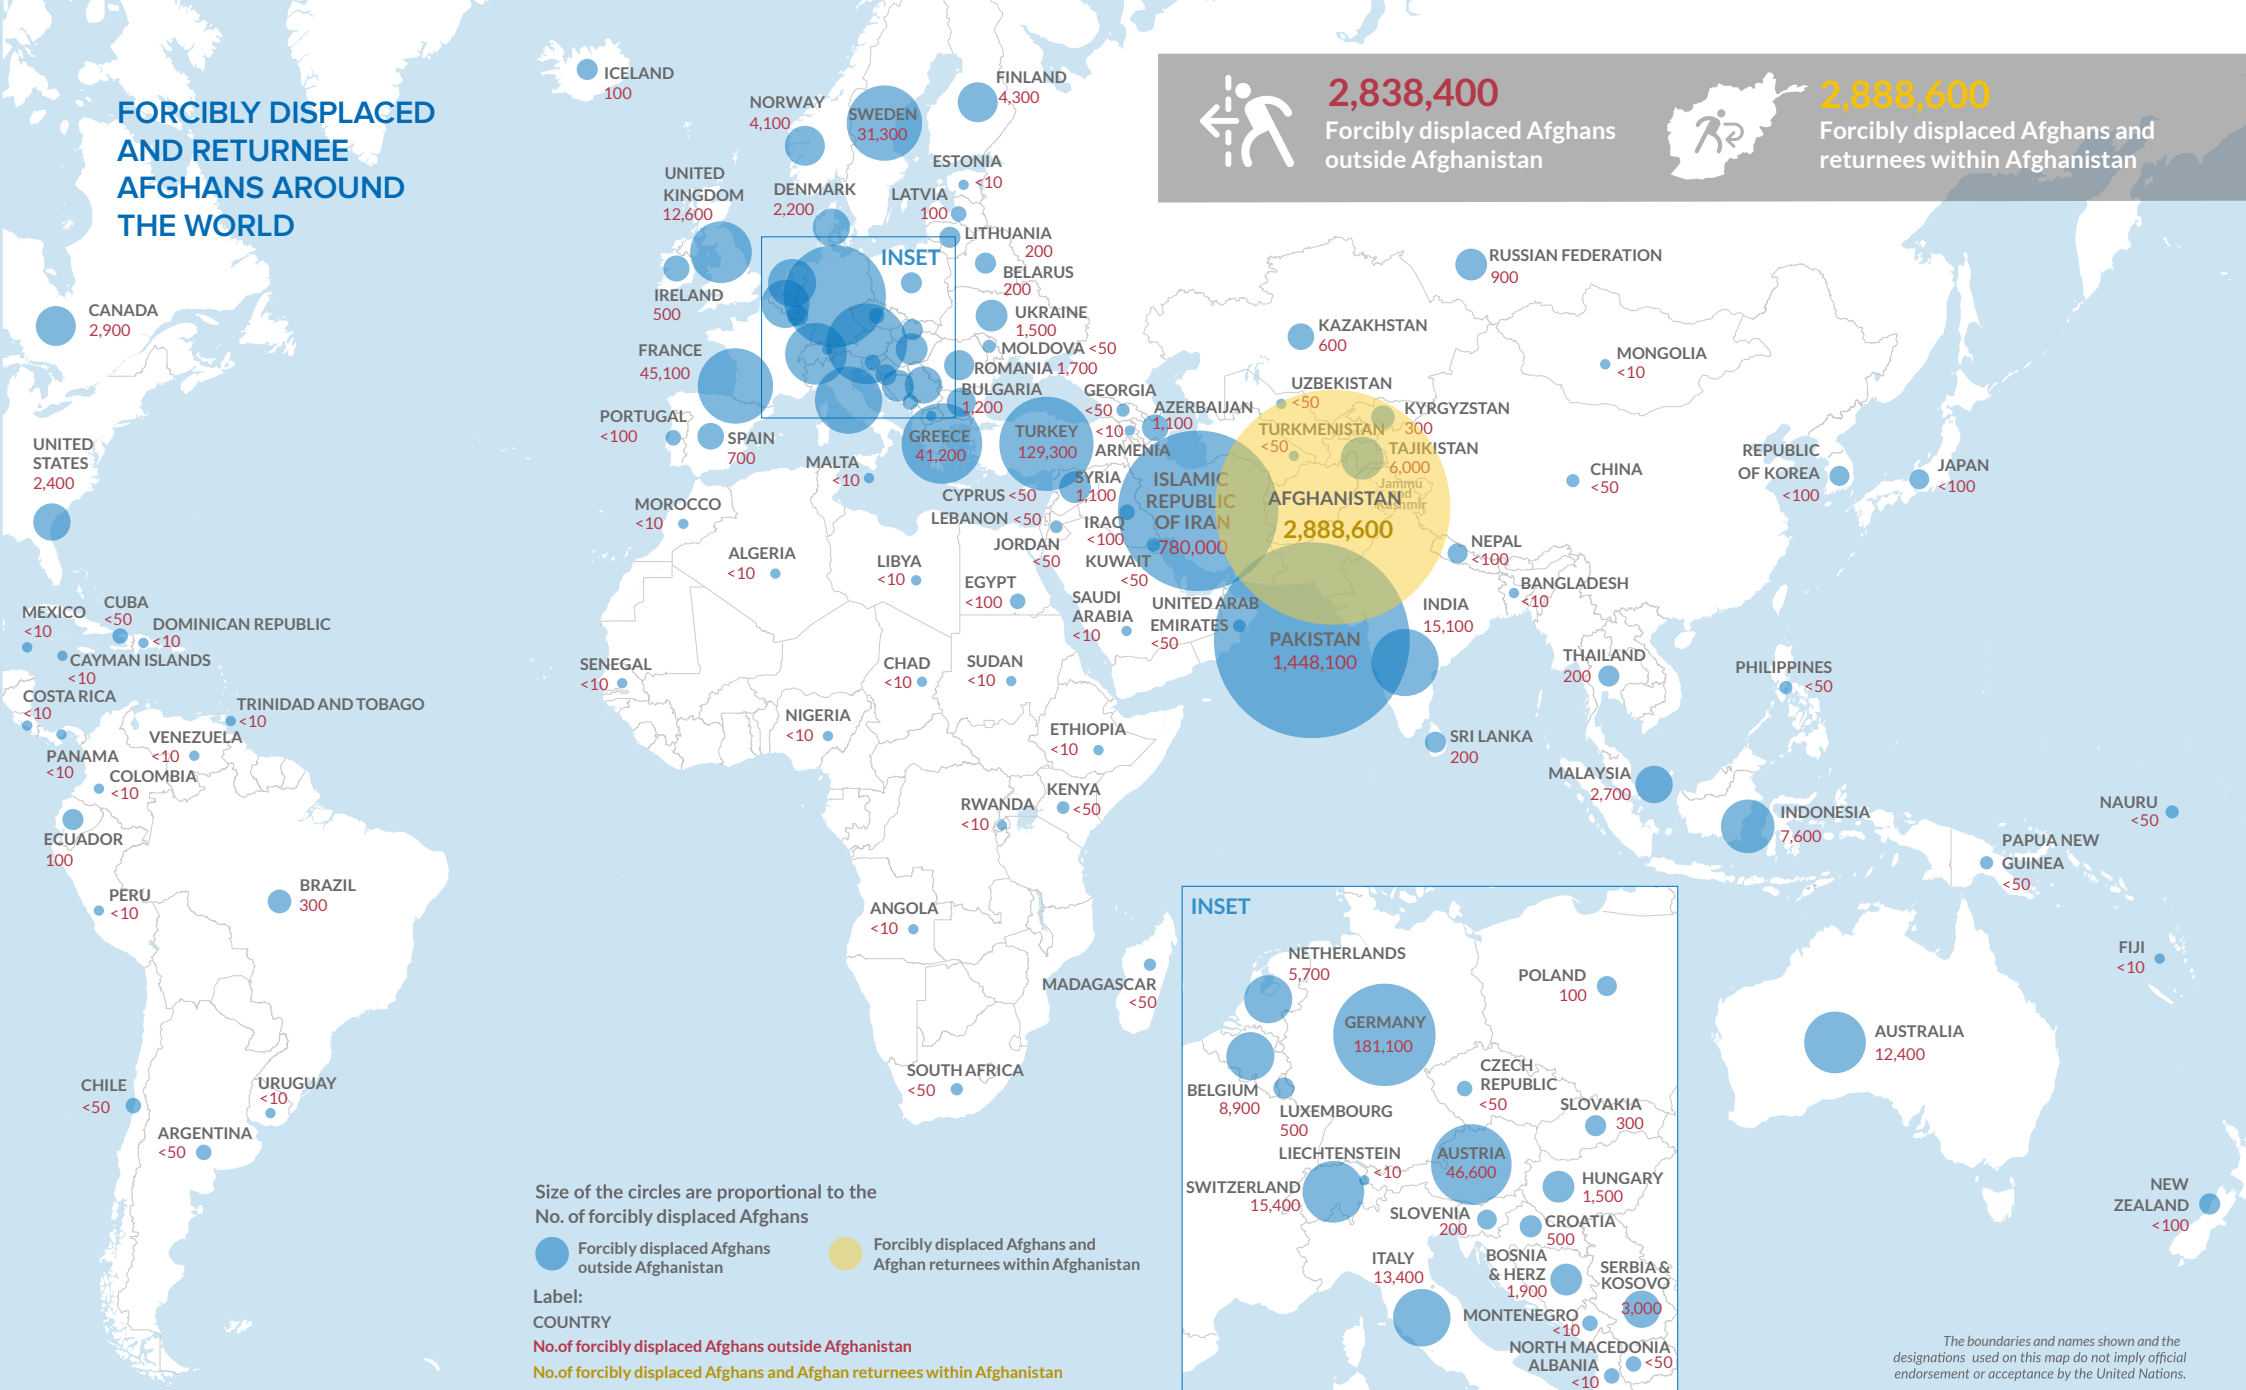 FORCIBLY DISPLACED
AND RETURNEE
AFGHANS AROUND
THE WORLD
2,838,400
Forcibly displaced Afghans
outside Afghanistan
2,888,600
Forcibly displaced Afghans and
returnees within Afghanistan
ICELAND
100
NORWAY
4,100
SWEDEN
31,300
FINLAND
4,300
ESTONIA
<10
UNITED
KINGDOM
12,600
DENMARK
2,200
LATVIA
100
LITHUANIA
200
INSET
BELARUS
200
IRELAND
500
UKRAINE
1,500
MOLDOVA <50
ROMANIA 1,700
FRANCE
45,100
BULGARIA
1,200
PORTUGAL
<100
SPAIN
700
MALTA
<10
GREECE
41,200
TURKEY
129,300
GEORGIA
<50
AZERBAIJAN
1,100
<10
ARMENIA
SYRIA
1,100
CYPRUS <50
LEBANON <50
IRAQ
<100
JORDAN
<50
KUWAIT
<50
ISLAMIC
REPUBLIC
OF IRAN
780,000
RUSSIAN FEDERATION
900
KAZAKHSTAN
600
MONGOLIA
<10
UZBEKISTAN
<50
KYRGYZSTAN
300
TURKMENISTAN
<50
TAJIKISTAN
6,000
Jammu
and
Kashmir
AFGHANISTAN
2,888,600
CHINA
<50
REPUBLIC
OF KOREA
<100
JAPAN
<100
NEPAL
<100
BANGLADESH
<10
INDIA
15,100
PAKISTAN
1,448,100
SAUDI
ARABIA
<10
UNITED ARAB
EMIRATES
<50
THAILAND
200
PHILIPPINES
<50
SRI LANKA
200
MALAYSIA
2,700
INDONESIA
7,600
NAURU
<50
PAPUA NEW
GUINEA
<50
FIJI
<10
AUSTRALIA
12,400
NEW
ZEALAND
<100
CANADA
2,900
UNITED
STATES
2,400
MEXICO
<10
CUBA
<50
DOMINICAN REPUBLIC
<10
CAYMAN ISLANDS
<10
COSTA RICA
<10
TRINIDAD AND TOBAGO
<10
PANAMA
<10
VENEZUELA
<10
COLOMBIA
<10
ECUADOR
100
PERU
<10
BRAZIL
300
CHILE
<50
URUGUAY
<10
ARGENTINA
<50
MOROCCO
<10
ALGERIA
<10
LIBYA
<10
EGYPT
<100
SENEGAL
<10
CHAD
<10
SUDAN
<10
NIGERIA
<10
ETHIOPIA
<10
RWANDA
<10
KENYA
<50
ANGOLA
<10
MADAGASCAR
<50
SOUTH AFRICA
<50
INSET
NETHERLANDS
5,700
POLAND
100
GERMANY
181,100
BELGIUM
8,900
LUXEMBOURG
500
CZECH
REPUBLIC
<50
SLOVAKIA
300
LIECHTENSTEIN
<10
AUSTRIA
46,600
SWITZERLAND
15,400
HUNGARY
1,500
SLOVENIA
200
CROATIA
500
ITALY
13,400
BOSNIA
& HERZ
1,900
SERBIA &
KOSOVO
3,000
MONTENEGRO
<10
NORTH MACEDONIA
<50
ALBANIA
<10
Size of the circles are proportional to the
No. of forcibly displaced Afghans
Forcibly displaced Afghans
outside Afghanistan
Forcibly displaced Afghans and
Afghan returnees within Afghanistan
Label:
COUNTRY
No.of forcibly displaced Afghans outside Afghanistan
No.of forcibly displaced Afghans and Afghan returnees within Afghanistan
The boundaries and names shown and the
designations used on this map do not imply official
endorsement or acceptance by the United Nations.